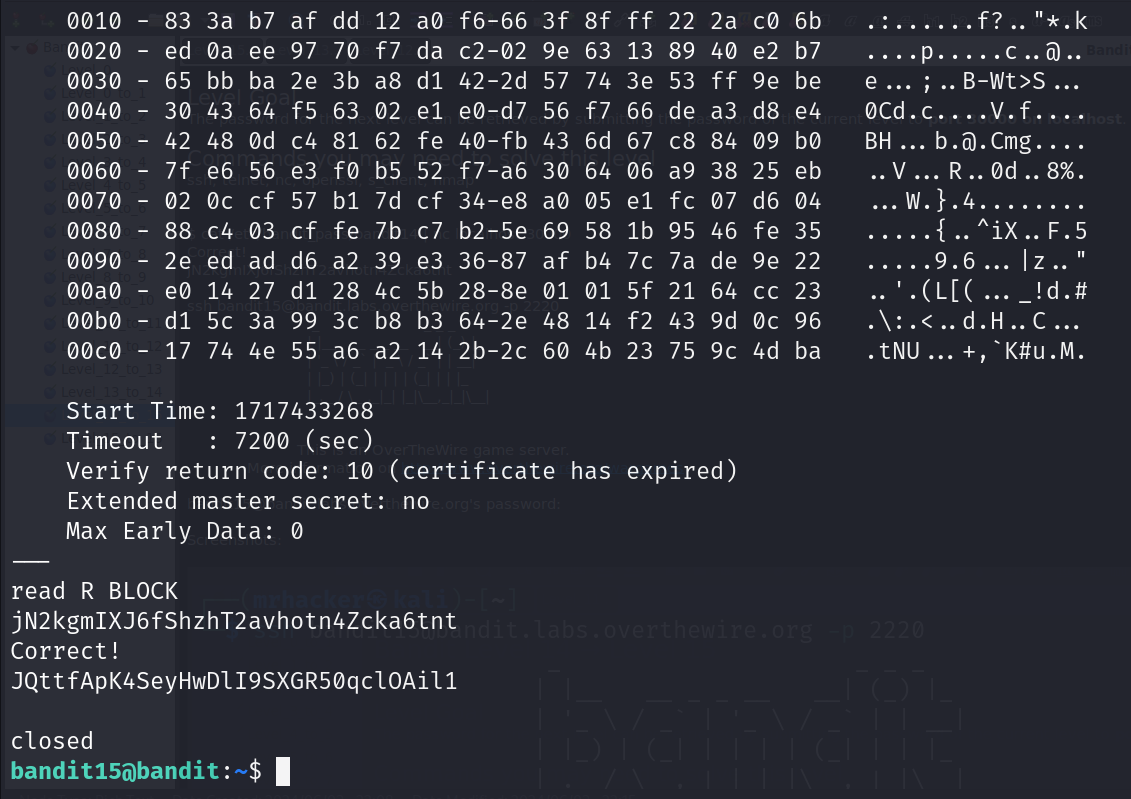 0010 - 83 3a b7 af dd 12 a0 f6-66 3f 8f ff 22 2a c0 6b   .:......f?.."*.k
0020 - ed 0a ee 97 70 f7 da c2-02 9e 63 13 89 40 e2 b7   ....p.....c..@..
0030 - 65 bb ba 2e 3b a8 d1 42-2d 57 74 3e 53 ff 9e be   e...;..B-Wt>S...
0040 - 30 43 64 f5 63 02 e1 e0-d7 56 f7 66 de a3 d8 e4   0Cd.c....V.f....
0050 - 42 48 0d c4 81 62 fe 40-fb 43 6d 67 c8 84 09 b0   BH...b.@.Cmg....
0060 - 7f e6 56 e3 f0 b5 52 f7-a6 30 64 06 a9 38 25 eb   ..V...R..0d..8%.
0070 - 02 0c cf 57 b1 7d cf 34-e8 a0 05 e1 fc 07 d6 04   ...W.}.4........
0080 - 88 c4 03 cf fe 7b c7 b2-5e 69 58 1b 95 46 fe 35   .....{..^iX..F.5
0090 - 2e ed ad d6 a2 39 e3 36-87 af b4 7c 7a de 9e 22   .....9.6...|z.."
00a0 - e0 14 27 d1 28 4c 5b 28-8e 01 01 5f 21 64 cc 23   ..'.(L[(..._!d.#
00b0 - d1 5c 3a 99 3c b8 b3 64-2e 48 14 f2 43 9d 0c 96   .\:.<..d.H..C...
00c0 - 17 74 4e 55 a6 a2 14 2b-2c 60 4b 23 75 9c 4d ba   .tNU...+,`K#u.M.
Start Time: 1717433268
Timeout   : 7200 (sec)
Verify return code: 10 (certificate has expired)
Extended master secret: no
Max Early Data: 0
---
read R BLOCK
jN2kgmIXJ6fShzhT2avhotn4Zcka6tnt
Correct!
JQttfApK4SeyHwDlI9SXGR50qclOAil1
closed
bandit15@bandit:~$